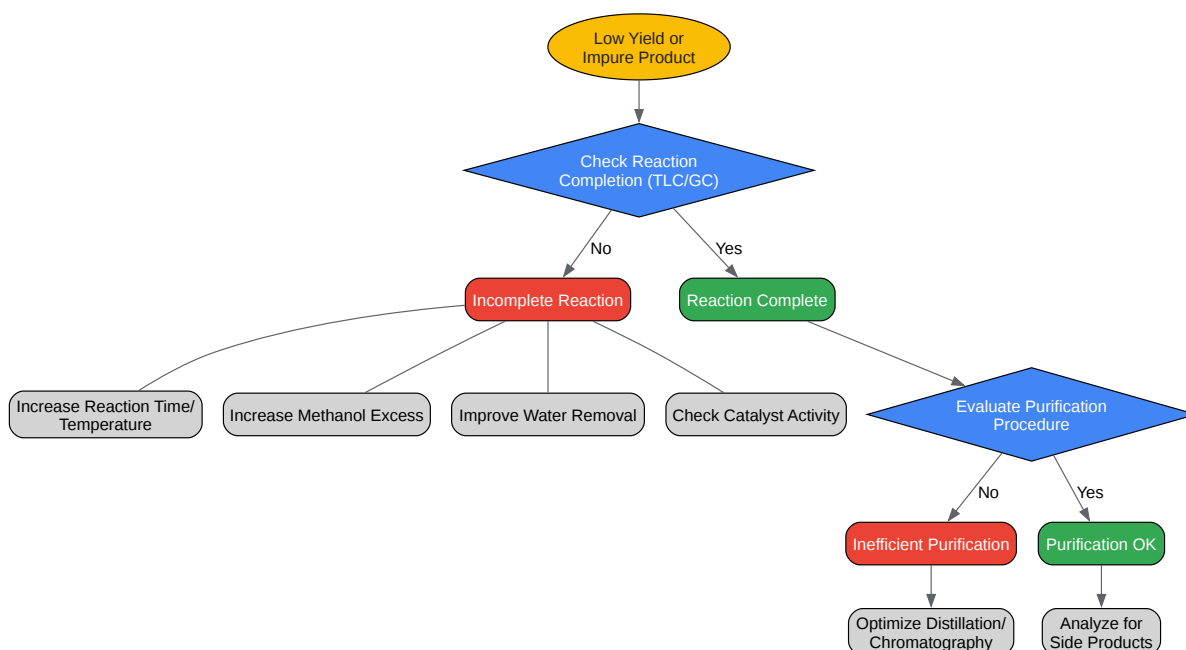 Low Yield or
Impure Product
Check Reaction
Completion (TLC/GC)
No
Yes
Incomplete Reaction
Reaction Complete
Increase Reaction Time/
Temperature
Increase Methanol Excess
Improve Water Removal
Check Catalyst Activity
Evaluate Purification
Procedure
No
Yes
Inefficient Purification
Purification OK
Optimize Distillation/
Chromatography
Analyze for
Side Products